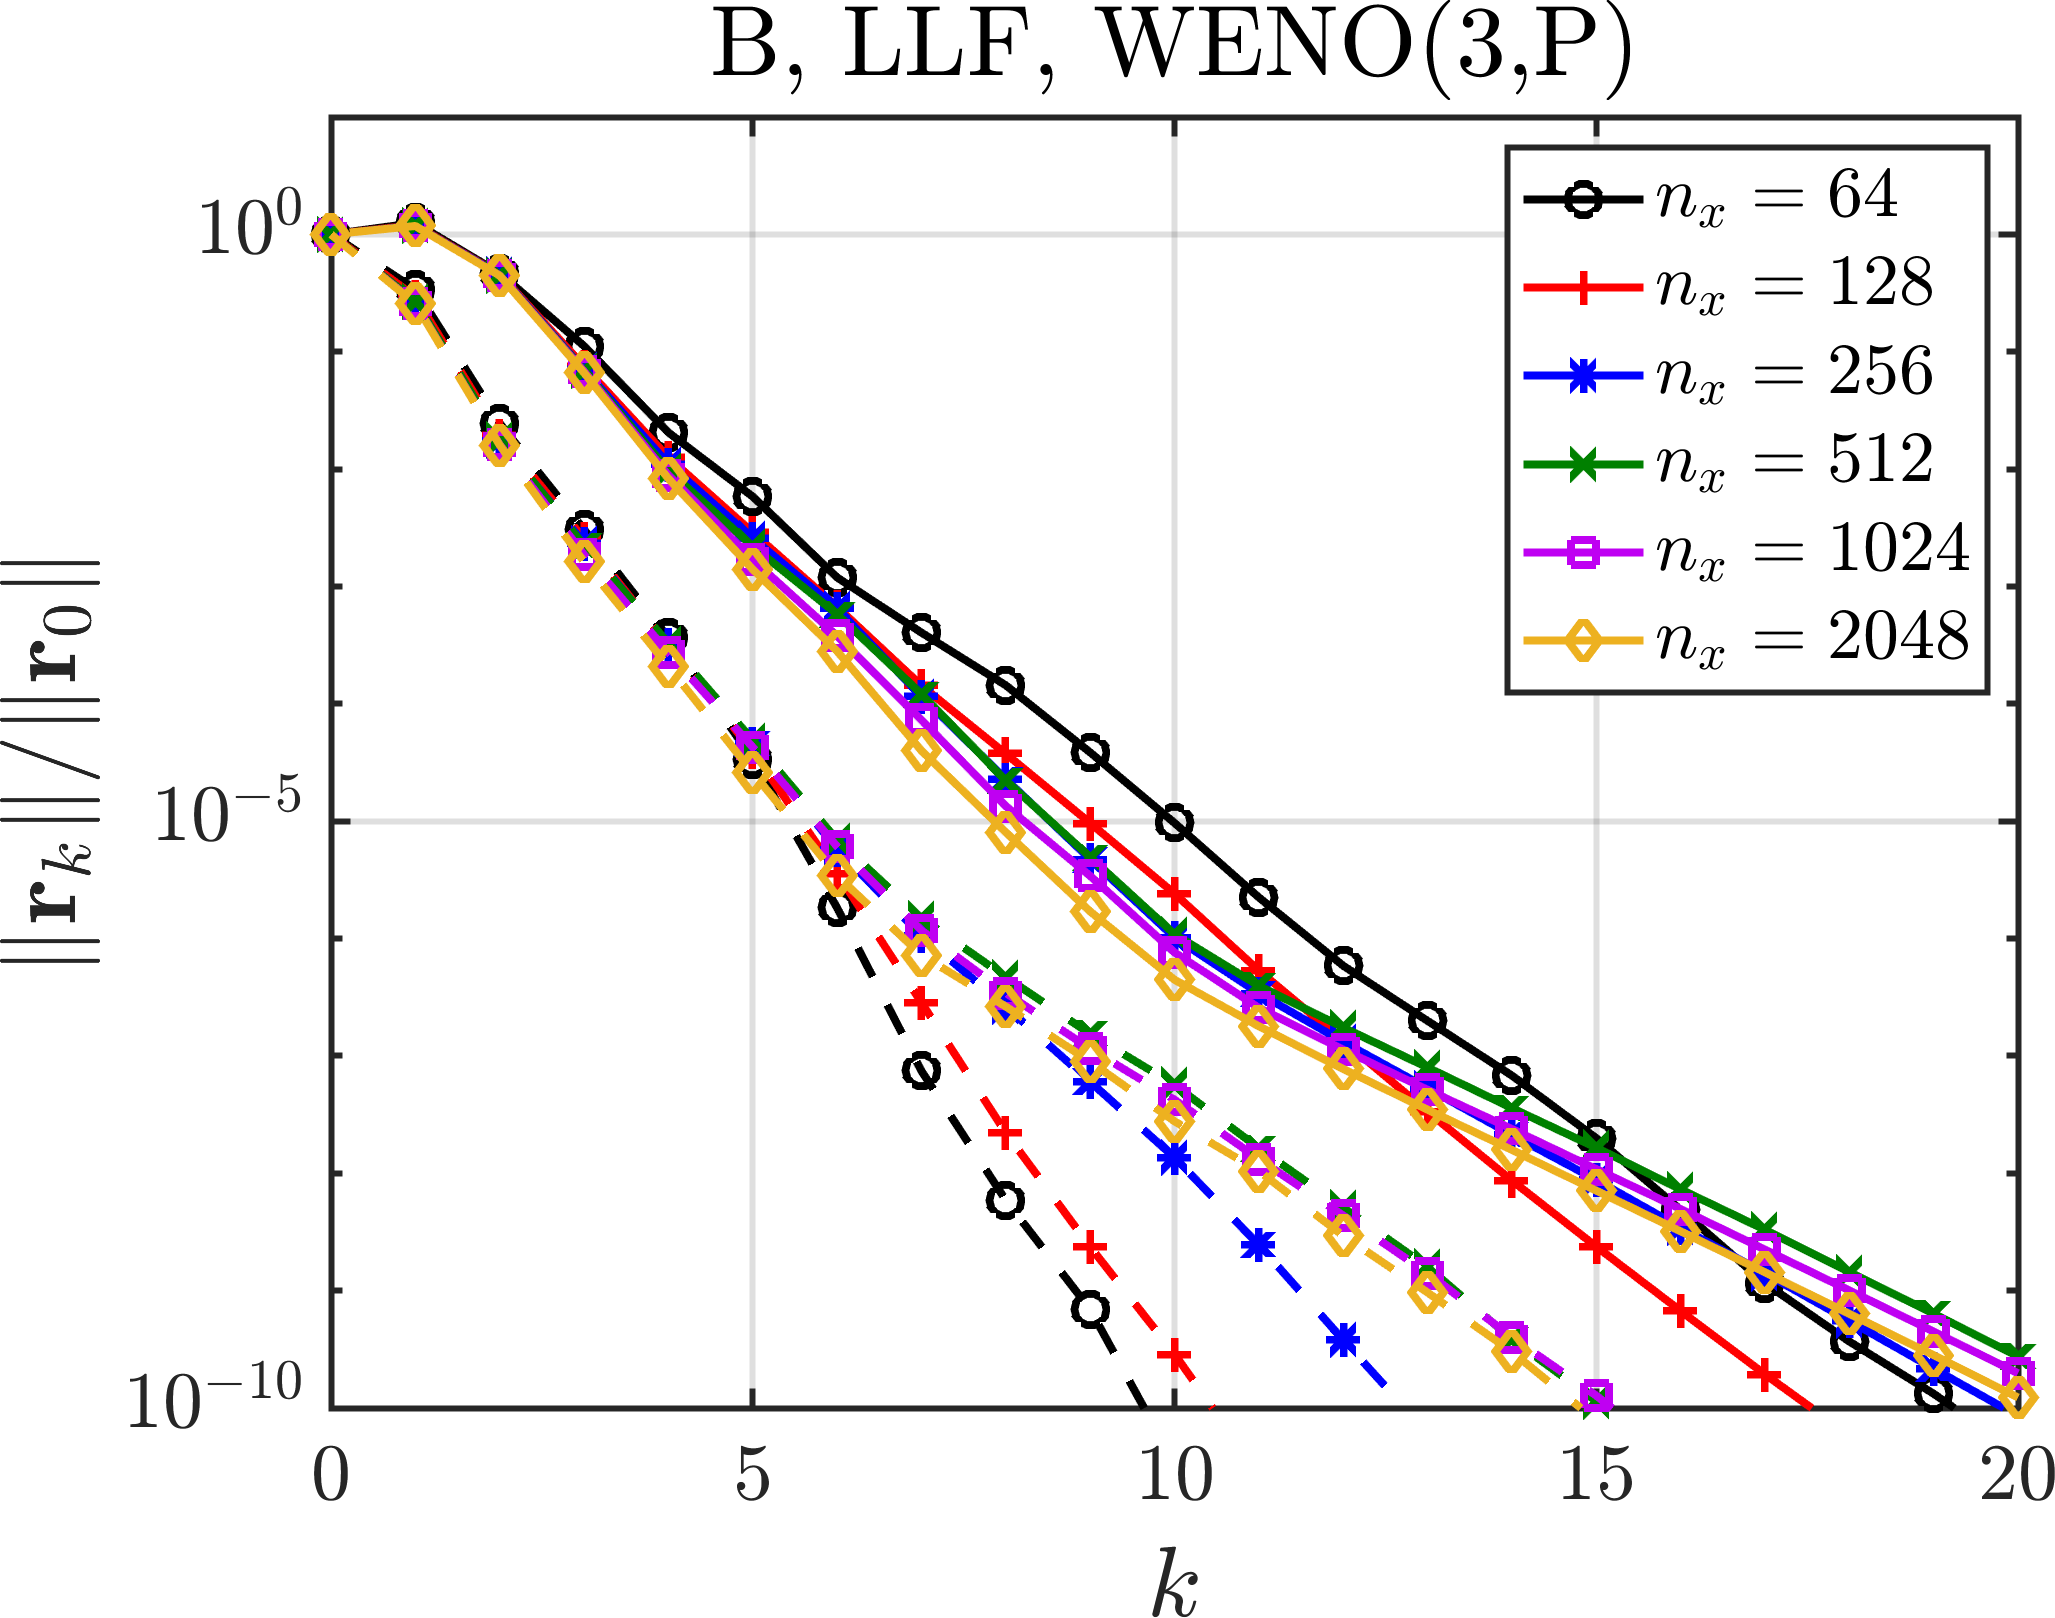 B, LLF, WENO(3,P)
‖r_k‖/‖r_0‖
10^0
10^{-5}
10^{-10}
n_x = 64
n_x = 128
n_x = 256
n_x = 512
n_x = 1024
n_x = 2048
0 5 10 15 20
k